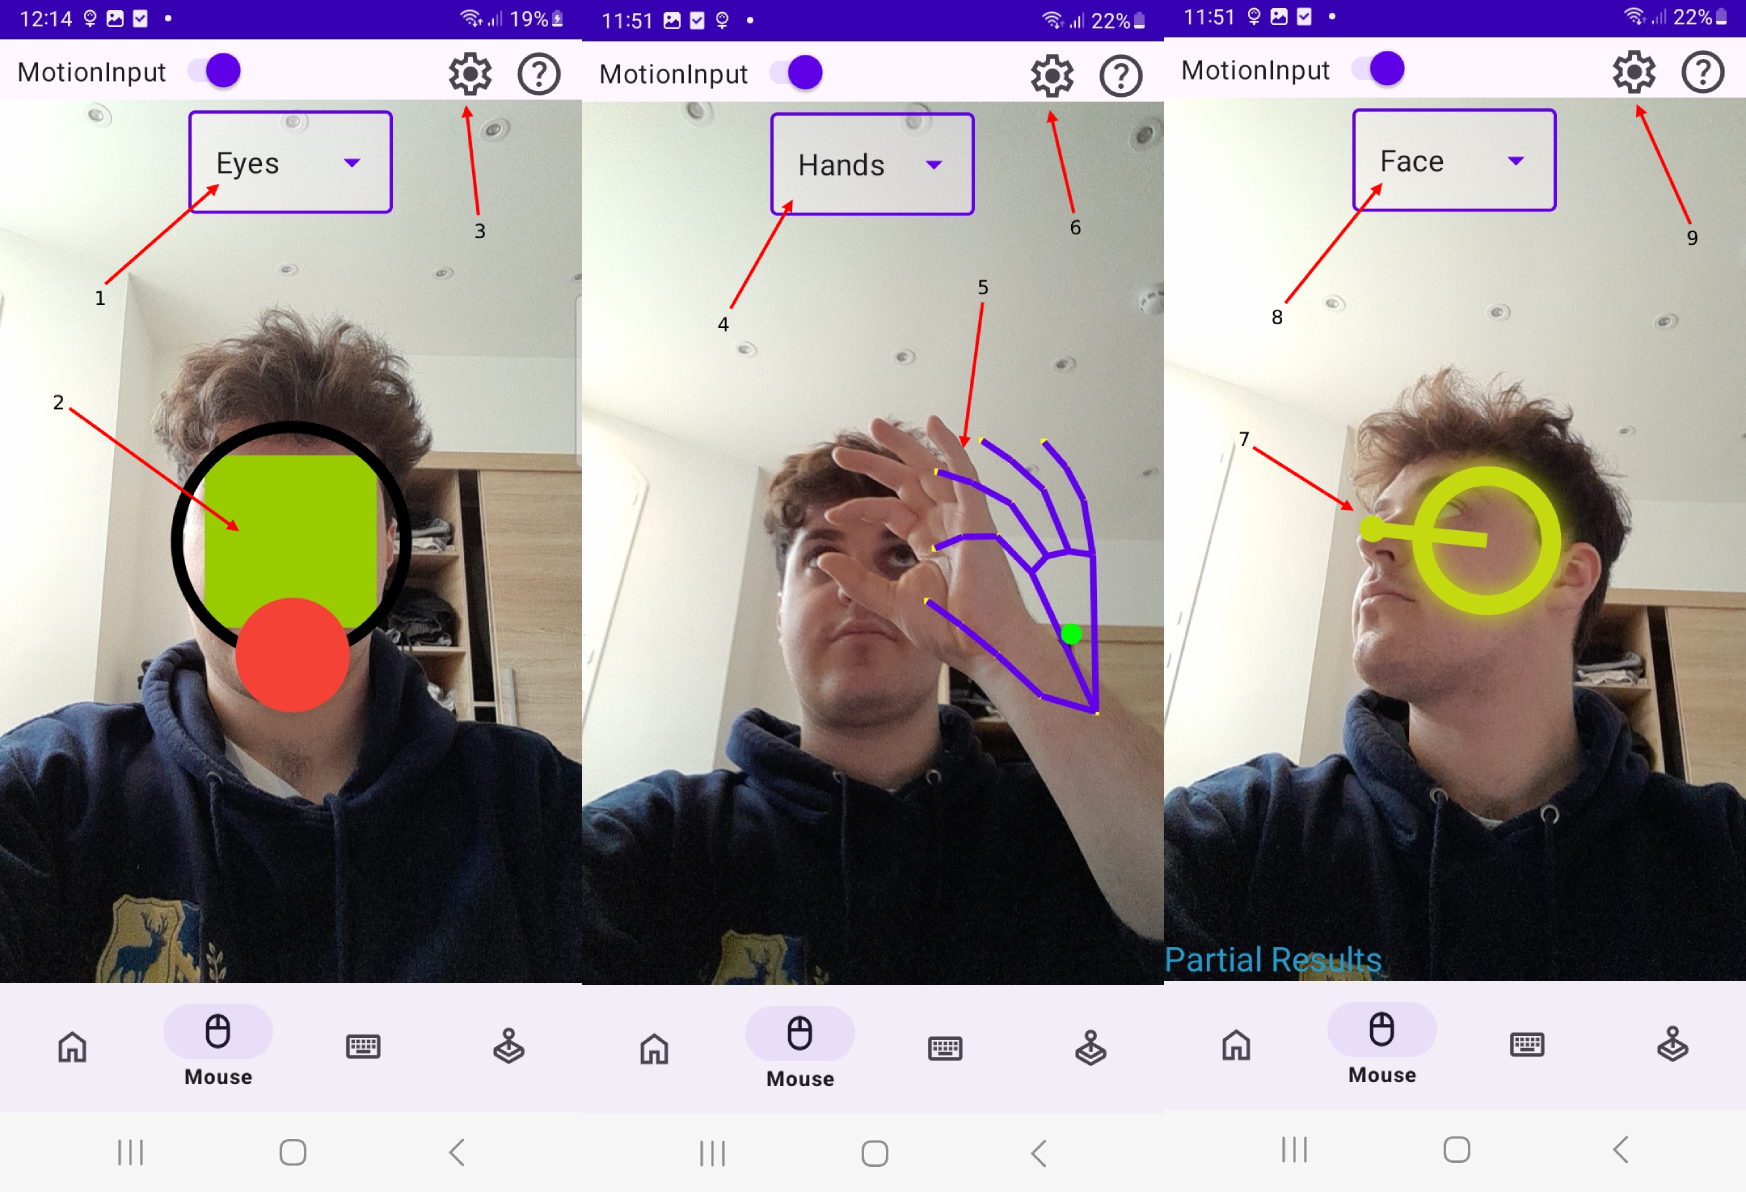 12:14
19%
MotionInput
Eyes
1
2
3
Mouse
11:51
22%
MotionInput
Hands
4
5
6
Mouse
11:51
22%
MotionInput
Face
7
8
9
Partial Results
Mouse